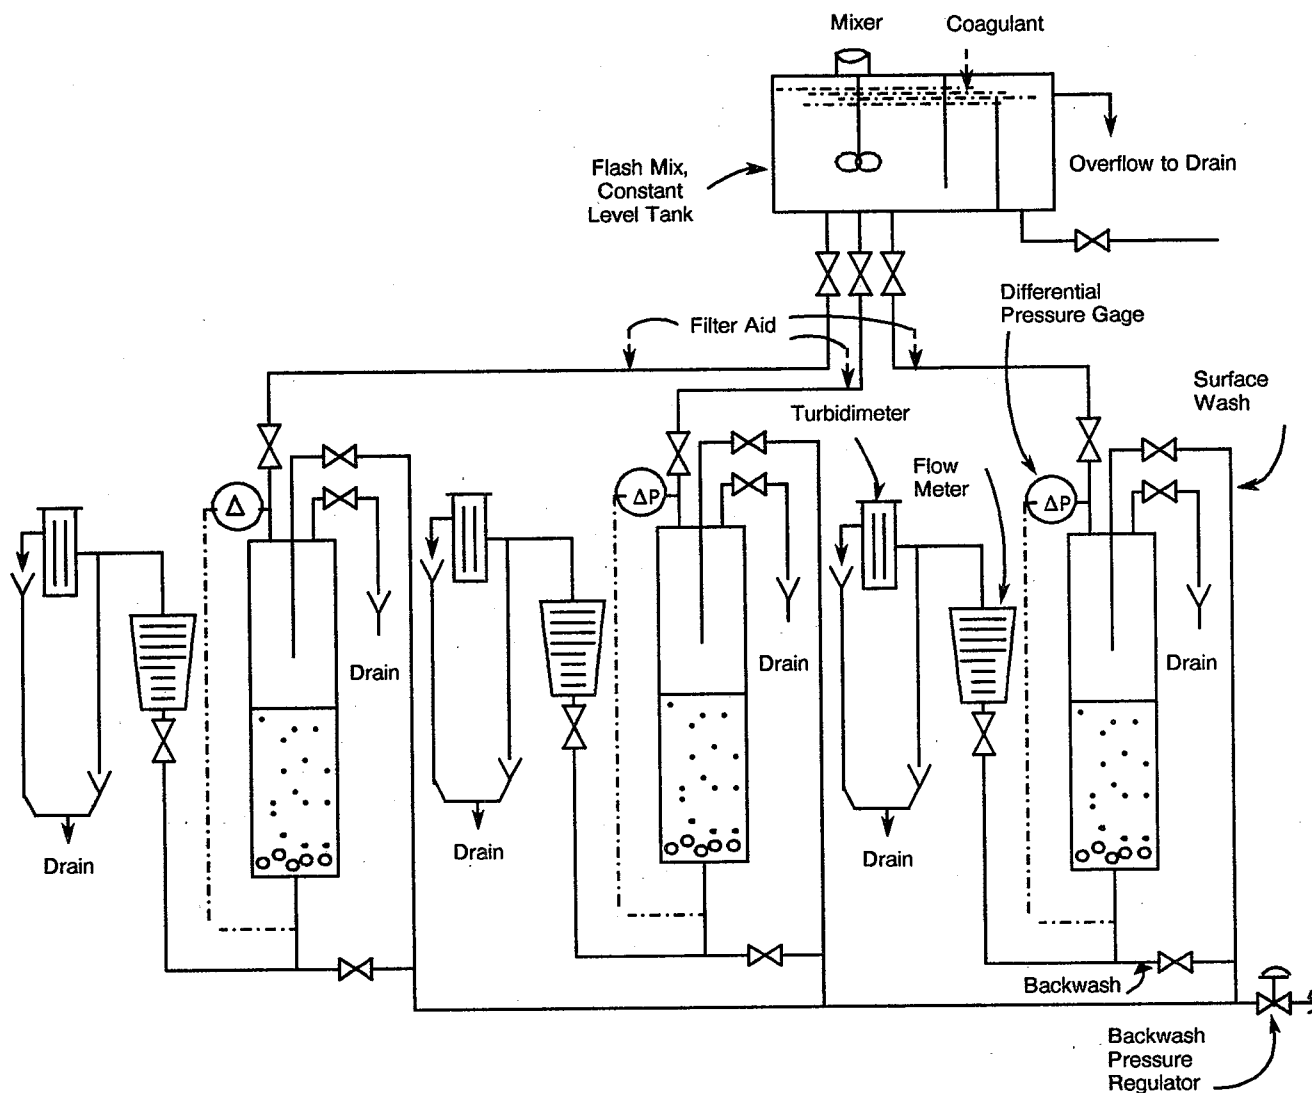 Mixer
Coagulant
Overflow to Drain
Flash Mix,
Constant
Level Tank
Differential
Pressure Gage
Filter Aid
Surface
Wash
Turbidimeter
Flow
Meter
Δ
ΔP
ΔP
Drain
Drain
Drain
Drain
Drain
Drain
Backwash
Backwash
Pressure
Regulator